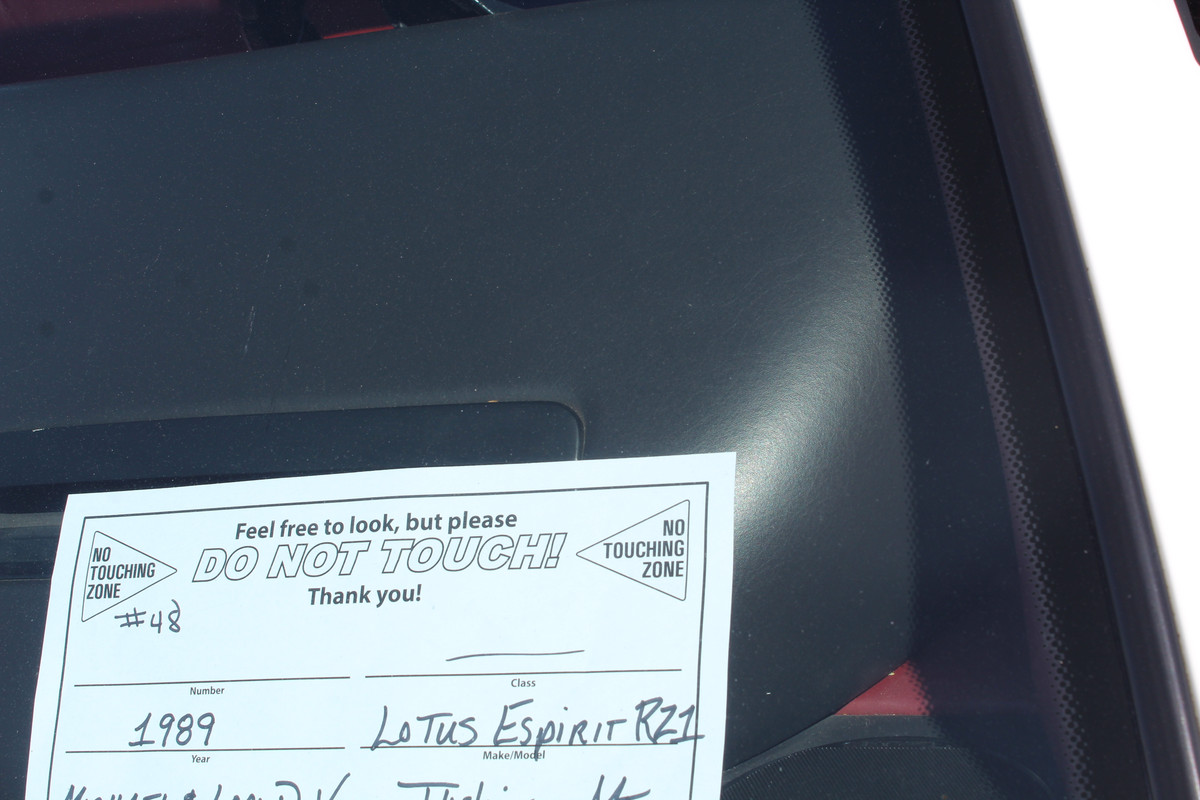 Feel free to look, but please
DO NOT TOUCH!
Thank you!
NO
TOUCHING
ZONE
NO
TOUCHING
ZONE
#48
Number
Class
1989
LOTUS ESPIRIT RZ1
Year
Make/Model